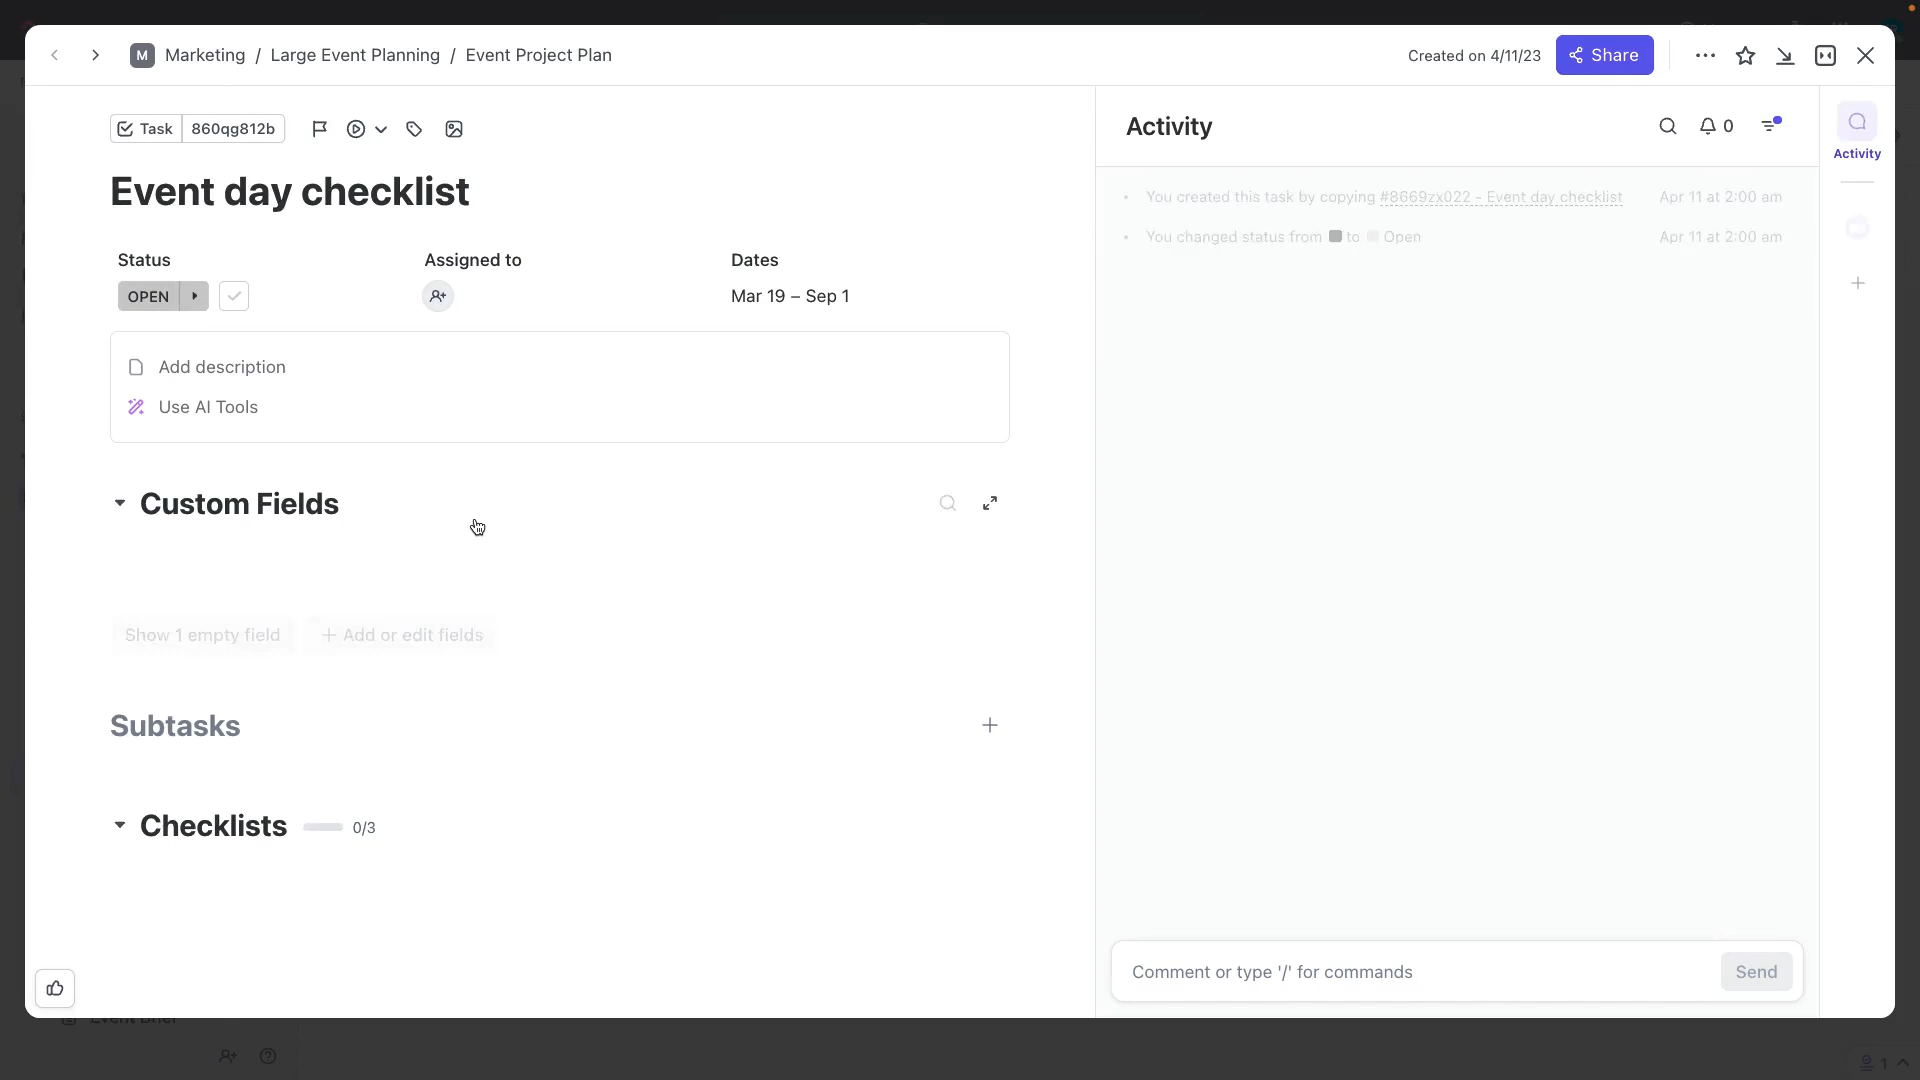 M Marketing / Large Event Planning / Event Project Plan
Created on 4/11/23
Share
Task 860qg812b
Event day checklist
Status
Assigned to
Dates
OPEN
Mar 19 – Sep 1
Add description
Use AI Tools
Custom Fields
Show 1 empty field
+ Add or edit fields
Subtasks
Checklists 0/3
Activity
0
You created this task by copying #8669zx022 - Event day checklist Apr 11 at 2:00 am
You changed status from to Open Apr 11 at 2:00 am
Comment or type '/' for commands
Send
Activity
Event Brief
1